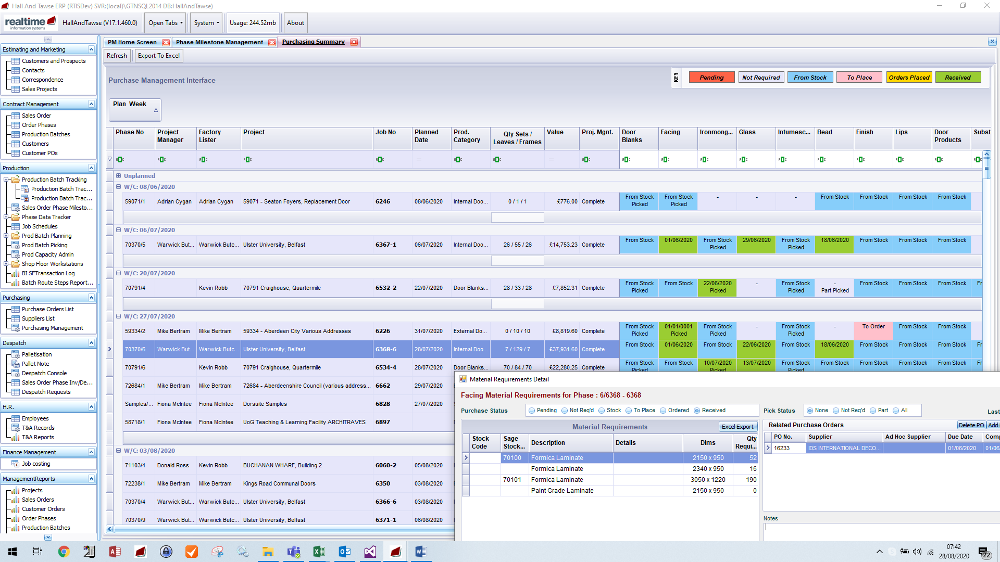 Hall And Tawse ERP (RTISDev) SVR:(local)\GTNSQL2014 DB:HallAndTawse)
realtime information systems
HallAndTawse (V17.1.460.0)
Open Tabs
System
Usage: 244.52mb
About
PM Home Screen
Phase Milestone Management
Purchasing Summary
Refresh
Export To Excel
Estimating and Marketing
Customers and Prospects
Contacts
Correspondence
Sales Projects
Contract Management
Sales Order
Order Phases
Production Batches
Customers
Customer POs
Production
Production Batch Tracking
Production Batch Trac...
Production Batch Trac...
Sales Order Phase Milesto...
Phase Data Tracker
Job Schedules
Prod Batch Planning
Prod Batch Picking
Prod Capacity Admin
Shop Floor Workstations
BI SFTransaction Log
Batch Route Steps Report...
Purchasing
Purchase Orders List
Suppliers List
Purchasing Management
Despatch
Palletisation
Pallet Note
Despatch Console
Sales Order Phase Inv/De...
Despatch Requests
H.R.
Employees
T&A Records
T&A Reports
Finance Management
Job costing
ManagementReports
Projects
Sales Orders
Customer Orders
Order Phases
Production Batches
Purchase Management Interface
KEY
Pending
Not Required
From Stock
To Place
Orders Placed
Received
Plan Week
Phase No Project Manager Factory Lister Project Job No Planned Date Prod. Category Qty Sets / Leaves / Frames Value Proj. Mgnt. Door Blanks Facing Ironmong... Glass Intumesc... Bead Finish Lips Door Products Subst
Unplanned
W/C: 08/06/2020
59071/1 Adrian Cygan Adrian Cygan 59071 - Seaton Foyers, Replacement Door 6246 08/06/2020 Internal Doo... 0 / 1 / 1 £776.00 Complete From Stock Picked From Stock Picked - - - From Stock From Stock From Stock From Stock
W/C: 06/07/2020
70370/5 Warwick But... Warwick Butc... Ulster University, Belfast 6367-1 06/07/2020 Internal Doo... 26 / 55 / 26 £14,753.23 Complete From Stock 01/06/2020 From Stock Picked 29/06/2020 From Stock Picked 18/06/2020 From Stock From Stock From Stock
W/C: 20/07/2020
70791/4 Kevin Robb 70791 Craighouse, Quartermile 6532-2 22/07/2020 Door Blanks... 28 / 33 / 28 £7,852.31 Complete From Stock Picked From Stock 22/06/2020 Picked - From Stock Picked - Part Picked From Stock From Stock From Stock Fr
W/C: 27/07/2020
59334/2 Mike Bertram Mike Bertram 59334 - Aberdeen City Various Addresses 6226 31/07/2020 External Do... 0 / 10 / 10 £8,819.60 Complete From Stock Picked 01/01/0001 Picked From Stock Picked - From Stock Picked - To Order From Stock From Stock
70370/6 Warwick But... Warwick Butc... Ulster University, Belfast 6368-6 28/07/2020 Internal Doo... 7 / 129 / 7 £37,931.60 Complete From Stock 01/06/2020 From Stock 22/06/2020 From Stock 18/06/2020 From Stock From Stock From Stock Fr
70791/6 Kevin Robb 70791 Craighouse, Quartermile 6534-4 28/07/2020 Door Blanks... 70 / 84 / 70 £22,280.25 Complete From Stock Picked From Stock 10/07/2020 Picked 13/07/2020 From Stock Picked From Stock From Stock From Stock From Stock Fr
72684/1 Mike Bertram Mike Bertram 72684 - Aberdeenshire Council (various address... 6662 29/07/2020
Samples/... Fiona McIntee Fiona McIntee Dorsuite Samples 6828 27/07/2020
58718/1 Fiona McIntee Fiona McIntee UoG Teaching & Learning Facility ARCHITRAVES 6897
W/C: 03/08/2020
71103/4 Donald Ross Kevin Robb BUCHANAN WHARF, Building 2 6060-2 05/08/2020
72238/1 Mike Bertram Mike Bertram Kings Road Communal Doors 6350 03/08/2020
70370/4 Warwick But... Warwick Butc... Ulster University, Belfast 6366-6 03/08/2020
70370/9 Warwick But... Warwick Butc... Ulster University, Belfast 6371-1 06/08/2020
Material Requirements Detail
Facing Material Requirements for Phase : 6/6368 - 6368
Purchase Status Pending Not Req'd Stock To Place Ordered Received
Pick Status None Not Req'd Part All
Last
Material Requirements
Excel Export
Stock Code Sage Stock... Description Details Dims Qty Requi...
70100 Formica Laminate 2150 x 950 52
Formica Laminate 2340 x 950 16
70101 Formica Laminate 3050 x 1220 190
Paint Grade Laminate 2150 x 950 0
Related Purchase Orders
Delete PO
Add
PO No. Supplier Ad Hoc Supplier Due Date Comp
16233 IDS INTERNATIONAL DECO... 01/06/2020 01/06
Notes
07:42
28/08/2020
22